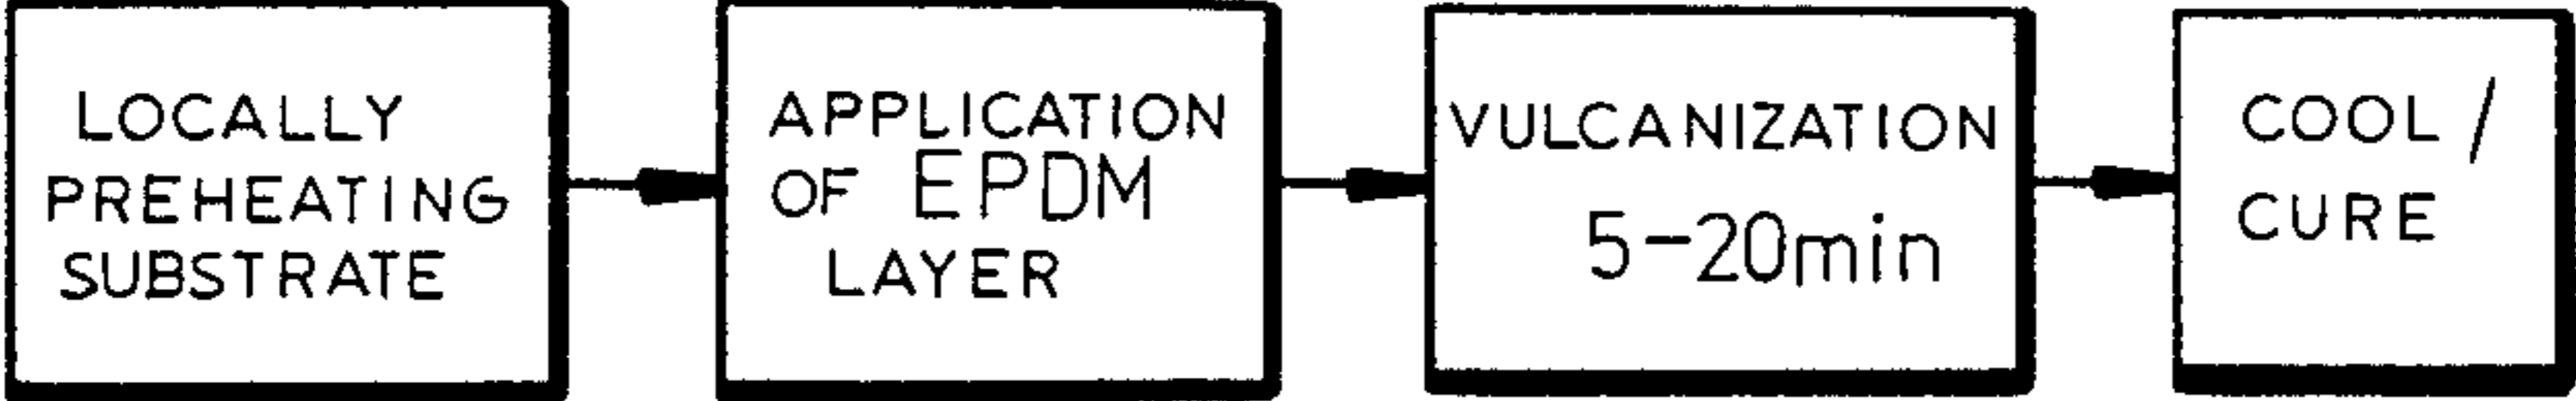 LOCALLY
PREHEATING
SUBSTRATE
APPLICATION
OF EPDM
LAYER
VULCANIZATION
5-20min
COOL /
CURE